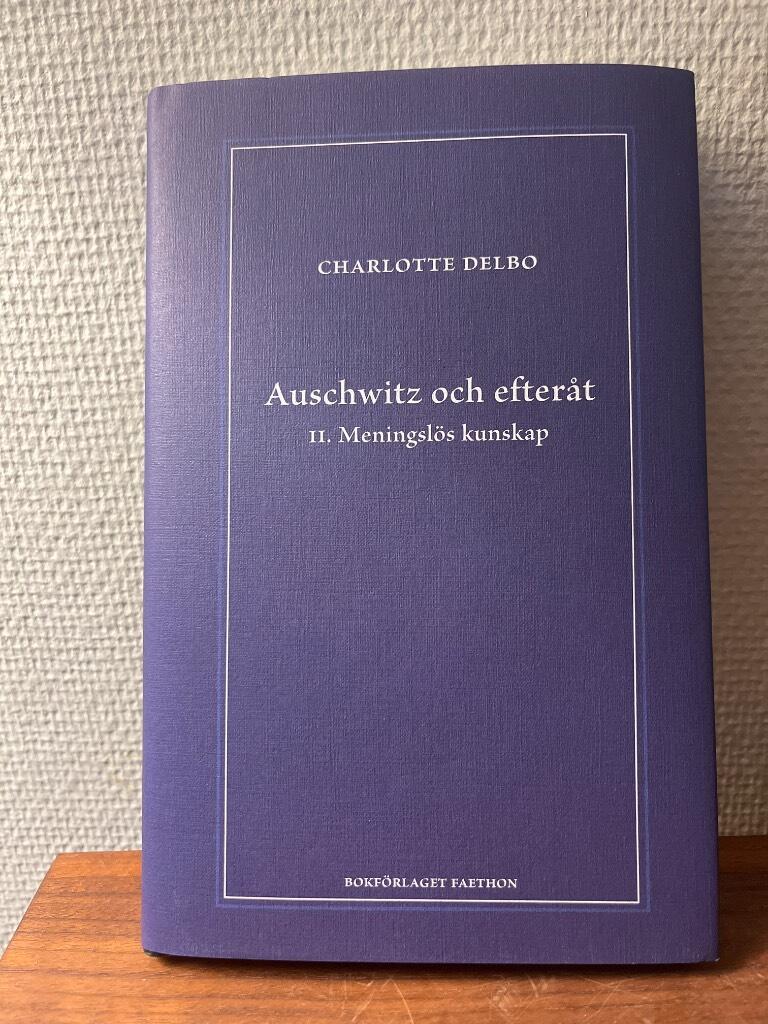 CHARLOTTE DELBO
Auschwitz och efteråt
II. Meningslös kunskap
BOKFÖRLAGET FAETHON